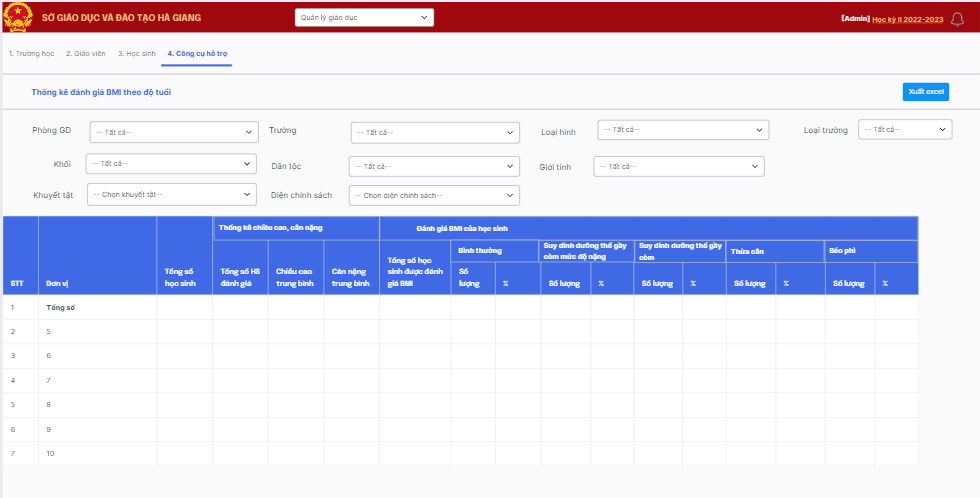 SỞ GIÁO DỤC VÀ ĐÀO TẠO HÀ GIANG
Quản lý giáo dục
[Admin] Học kỳ II 2022-2023
1. Trường học 2. Giáo viên 3. Học sinh 4. Công cụ hỗ trợ
Thống kê đánh giá BMI theo độ tuổi
Xuất excel
Phòng GD -- Tất cả-- Trường -- Tất cả-- Loại hình -- Tất cả-- Loại trường -- Tất cả--
Khối -- Tất cả-- Dân tộc -- Tất cả-- Giới tính -- Tất cả--
Khuyết tật -- Chọn khuyết tật-- Diện chính sách -- Chọn diện chính sách--
Thống kê chiều cao, cân nặng Đánh giá BMI của học sinh
Bình thường Suy dinh dưỡng thể gầy còm mức độ nặng Suy dinh dưỡng thể gầy còm Thừa cân Béo phì
STT Đơn vị Tổng số học sinh Tổng số HS đánh giá Chiều cao trung bình Cân nặng trung bình Tổng số học sinh được đánh giá BMI Số lượng % Số lượng % Số lượng % Số lượng % Số lượng %
1 Tổng số
2 5
3 6
4 7
5 8
6 9
7 10